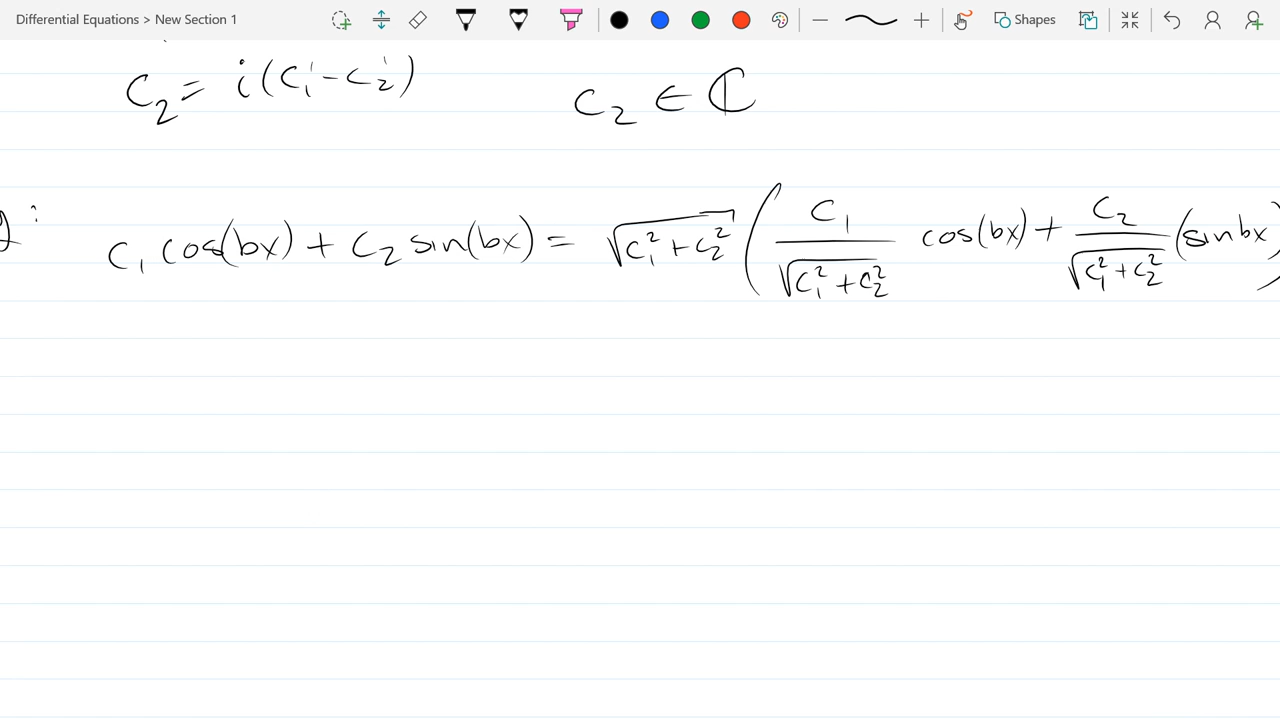 Differential Equations > New Section 1
Shapes
C₂ = i(C₁' - C₂')    C₂ ∈ ℂ
C₁ cos(bx) + C₂ sin(bx) = √(C₁² + C₂²) ( C₁/√(C₁² + C₂²) cos(bx) + C₂/√(C₁² + C₂²) (sin bx)